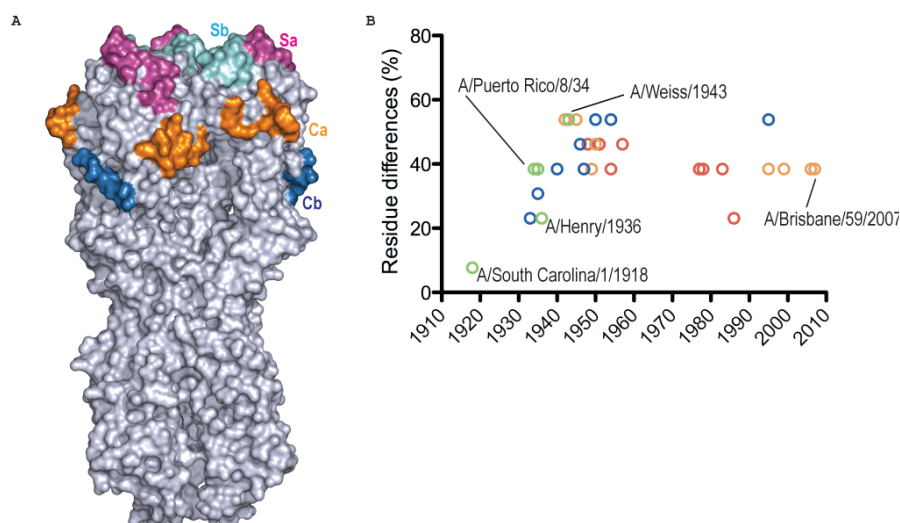 A
Sb
Sa
Ca
Cb
B
Residue differences (%)
80
60
40
20
0
A/Puerto Rico/8/34
A/Weiss/1943
A/Henry/1936
A/Brisbane/59/2007
A/South Carolina/1/1918
1910
1920
1930
1940
1950
1960
1970
1980
1990
2000
2010